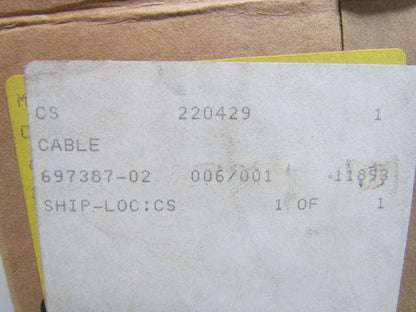 CS 220429 1
CABLE
697387-02 006/001 11893
SHIP-LOC:CS 1 OF 1